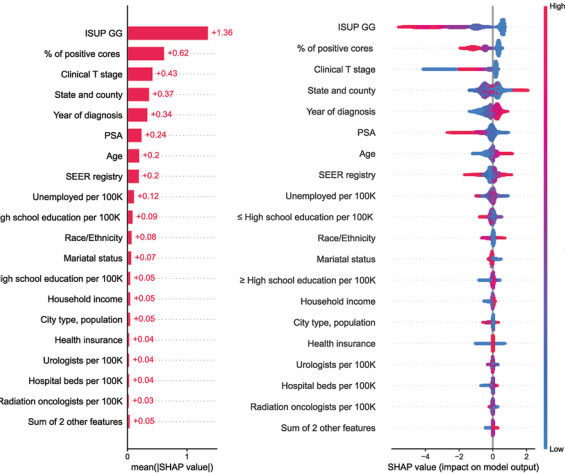 High
ISUP GG
+1.36
% of positive cores
+0.62
Clinical T stage
+0.43
State and county
+0.37
Year of diagnosis
+0.34
PSA
+0.24
Age
+0.2
SEER registry
+0.2
Unemployed per 100K
+0.12
igh school education per 100K
+0.09
Race/Ethnicity
+0.08
Mariatal status
+0.07
igh school education per 100K
+0.05
Household income
+0.05
City type, population
+0.05
Health insurance
+0.04
Urologists per 100K
+0.04
Hospital beds per 100K
+0.04
Radiation oncologists per 100K
+0.03
Sum of 2 other features
+0.05
0
1
mean(|SHAP value|)
ISUP GG
% of positive cores
Clinical T stage
State and county
Year of diagnosis
PSA
Age
SEER registry
Unemployed per 100K
≤ High school education per 100K
Race/Ethnicity
Mariatal status
≥ High school education per 100K
Household income
City type, population
Health insurance
Urologists per 100K
Hospital beds per 100K
Radiation oncologists per 100K
Sum of 2 other features
−4
−2
0
2
SHAP value (impact on model output)
Low